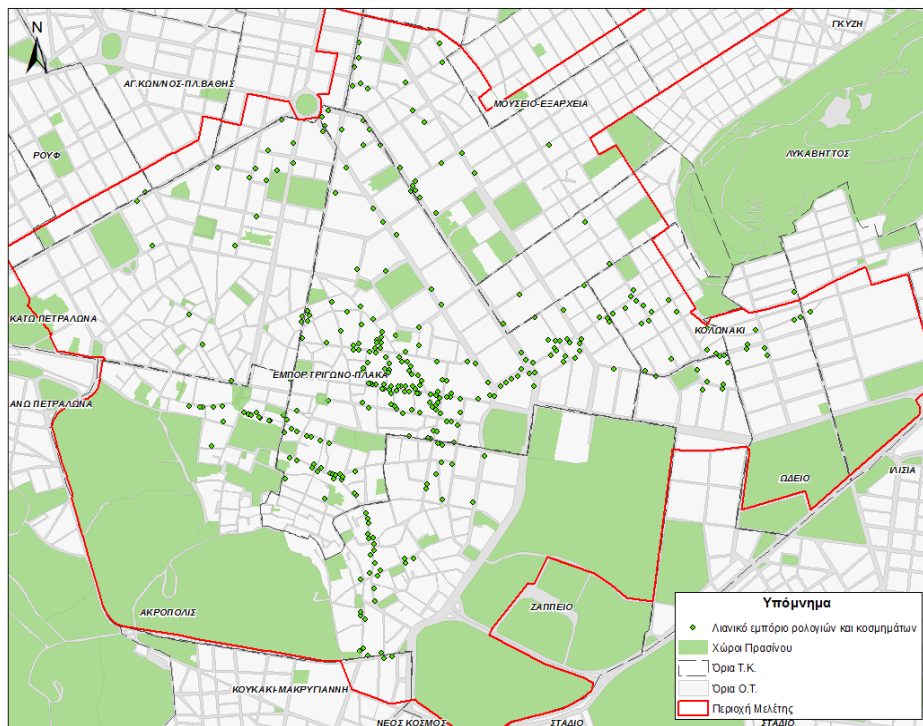 N
ΓΚΥΖΗ
ΑΓ.ΚΩΝ/ΝΟΣ-ΠΛ.ΒΑΘΗΣ
ΜΟΥΣΕΙΟ-ΕΞΑΡΧΕΙΑ
ΡΟΥΦ
ΛΥΚΑΒΗΤΤΟΣ
ΚΑΤΩ ΠΕΤΡΑΛΩΝΑ
ΚΟΛΩΝΑΚΙ
ΕΜΠΟΡ.ΤΡΙΓΩΝΟ-ΠΛΑΚΑ
ΑΝΩ ΠΕΤΡΑΛΩΝΑ
ΙΛΙΣΙΑ
ΩΔΕΙΟ
ΑΚΡΟΠΟΛΙΣ
ΖΑΠΠΕΙΟ
Υπόμνημα
Λιανικό εμπόριο ρολογιών και κοσμημάτων
Χώροι Πρασίνου
Όρια Τ.Κ.
Όρια Ο.Τ.
Περιοχή Μελέτης
ΚΟΥΚΑΚΙ-ΜΑΚΡΥΓΙΑΝΝΗ
ΝΕΟΣ ΚΟΣΜΟΣ
ΣΤΑΔΙΟ
ΣΤΑΔΙΟ